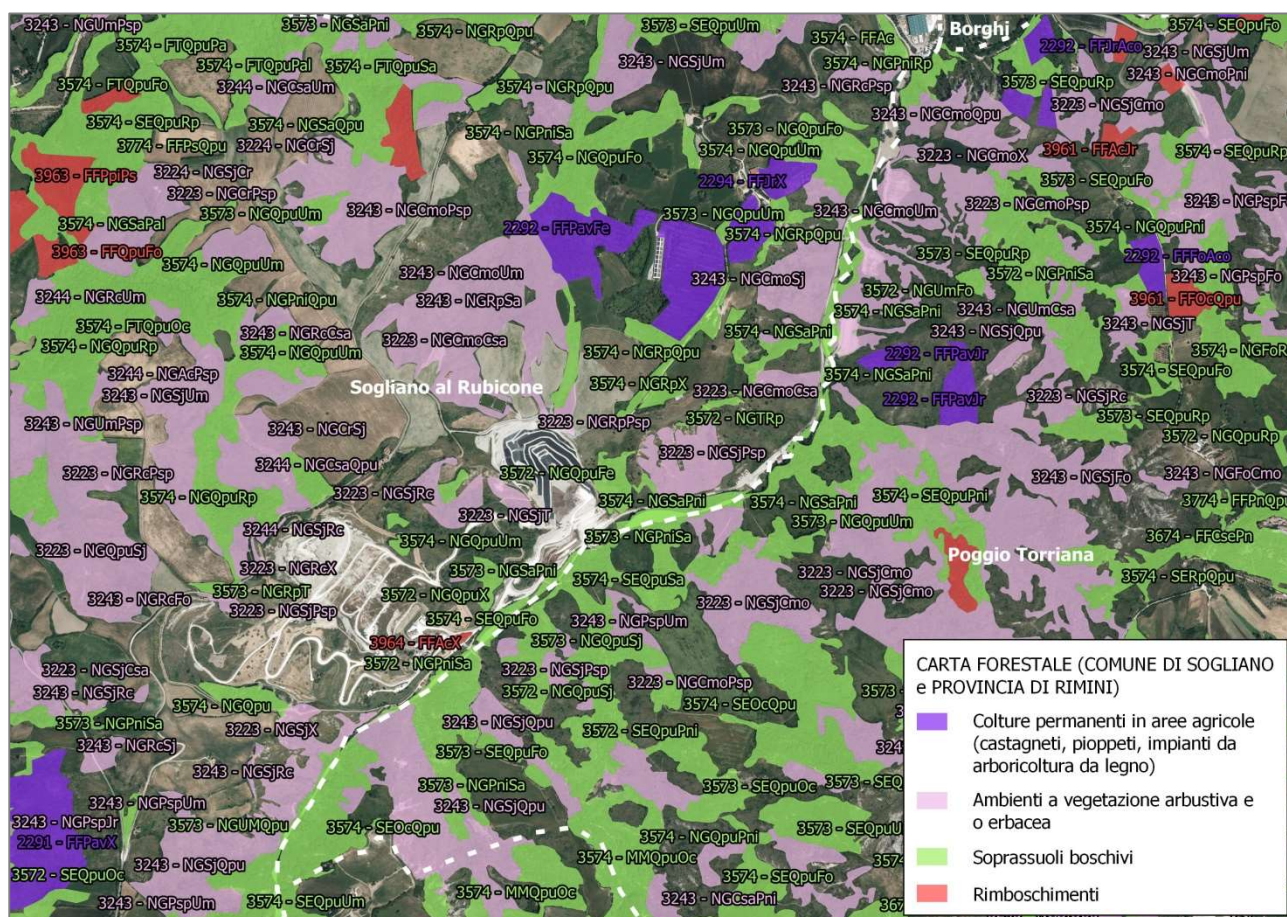 3243 - NGUmPsp
3573 - NGSaPni
3574 - NGRpQpu
3574 - FFAc
Borghj
3574 - SEQpuFo
3574 - FTQpuPa
2292 - FFJrAco
3243 - NGSjUm
3574 - FTQpuPal
3574 - FTQpuSa
3243 - NGSjUm
3574 - NGPniRp
3243 - NGCmoPni
3574 - FTQpuFo
3244 - NGCsaUm
3574 - NGRpQpu
3243 - NGRcPsp
3573 - SEQpuRp
3223 - NGSjCmo
3574 - SEQpuRp
3574 - NGSaQpu
3574 - NGPniSa
3573 - NGQpuFo
3243 - NGCmoQpu
3774 - FFPsQpu
3224 - NGCrSj
3574 - NGQpuUm
3223 - NGCmoX
3961 - FFAcJr
3574 - SEQpuRp
3574 - NGQpuFo
3963 - FFPpiPs
3224 - NGSjCr
2294 - FFJrX
3573 - SEQpuFo
3223 - NGCrPsp
3243 - NGCmoPsp
3573 - NGQpuUm
3243 - NGCmoUm
3223 - NGCmoPsp
3243 - NGPspF
3574 - NGSaPal
3573 - NGQpuUm
2292 - FFPavFe
3574 - NGRpQpu
3574 - NGQpuPni
3963 - FFQpuFo
3574 - NGQpuUm
3573 - SEQpuRp
2292 - FFFoAco
3243 - NGCmoUm
3243 - NGCmoSj
3572 - NGPniSa
3243 - NGPspFo
3244 - NGRcUm
3574 - NGPniQpu
3243 - NGRpSa
3572 - NGUmFo
3961 - FFOcQpu
3574 - FTQpuOc
3574 - NGSaPni
3243 - NGUmCsa
3243 - NGSjT
3574 - NGQpuRp
3243 - NGRcCsa
3223 - NGCmoCsa
3574 - NGSaPni
3243 - NGSjQpu
3574 - NGQpuUm
3574 - NGRpQpu
2292 - FFPavJr
3574 - NGFoR
3244 - NGAcPsp
3574 - NGSaPni
3574 - SEQpuFo
Sogliano al Rubicone
3574 - NGRpX
3223 - NGCmoCsa
3243 - NGSjUm
2292 - FFPavJr
3223 - NGSjRc
3243 - NGUmPsp
3243 - NGCrSj
3223 - NGRpPsp
3572 - NGTRp
3573 - SEQpuRp
3572 - NGQpuRp
3223 - NGRcPsp
3244 - NGCsaQpu
3572 - NGQpuFe
3223 - NGSjPsp
3243 - NGSjFo
3243 - NGFoCmo
3574 - NGQpuRp
3223 - NGSjRc
3574 - NGSaPni
3574 - NGSaPni
3574 - SEQpuPni
3774 - FFPnQp
3223 - NGSjT
3573 - NGQpuUm
3244 - NGSjRc
3574 - NGQpuUm
3573 - NGPniSa
3674 - FFCsePn
3223 - NGQpuSj
3223 - NGRcX
3573 - NGSaPni
Poggio Torriana
3573 - NGRpT
3572 - NGQpuX
3574 - SEQpuSa
3223 - NGSjCmo
3574 - SERpQpu
3243 - NGRcFo
3223 - NGSjPsp
3574 - SEQpuFo
3243 - NGPspUm
3223 - NGSjCmo
3223 - NGSjCmo
3964 - FFAcX
3573 - NGQpuSj
3572 - NGPniSa
3223 - NGSjCsa
3223 - NGSjPsp
3223 - NGCmoPsp
3243 - NGSjRc
3574 - NGQpu
3572 - NGQpuSj
3574 - SEOcQpu
3573 - NGPniSa
3223 - NGSjX
3243 - NGSjQpu
3572 - SEQpuPni
3243 - NGRcSj
3573 - SEQpuFo
3243 - NGSjRc
3573 - NGPniSa
3573 - SEQpuOc
3243 - NGPspUm
3243 - NGSjQpu
3243 - NGPspJr
3573 - NGUMQpu
3574 - SEOcQpu
3574 - NGQpuPni
2291 - FFPavX
3574 - MMQpuOc
3243 - NGSjQpu
3572 - SEQpuOc
3574 - SEQpuFo
3243 - NGPspUm
3574 - SEQpuUm
3574 - MMQpuOc
3243 - NGCsaPni
CARTA FORESTALE (COMUNE DI SOGLIANO
e PROVINCIA DI RIMINI)
Colture permanenti in aree agricole
(castagneti, pioppeti, impianti da
arboricoltura da legno)
Ambienti a vegetazione arbustiva e
o erbacea
Soprassuoli boschivi
Rimboschimenti